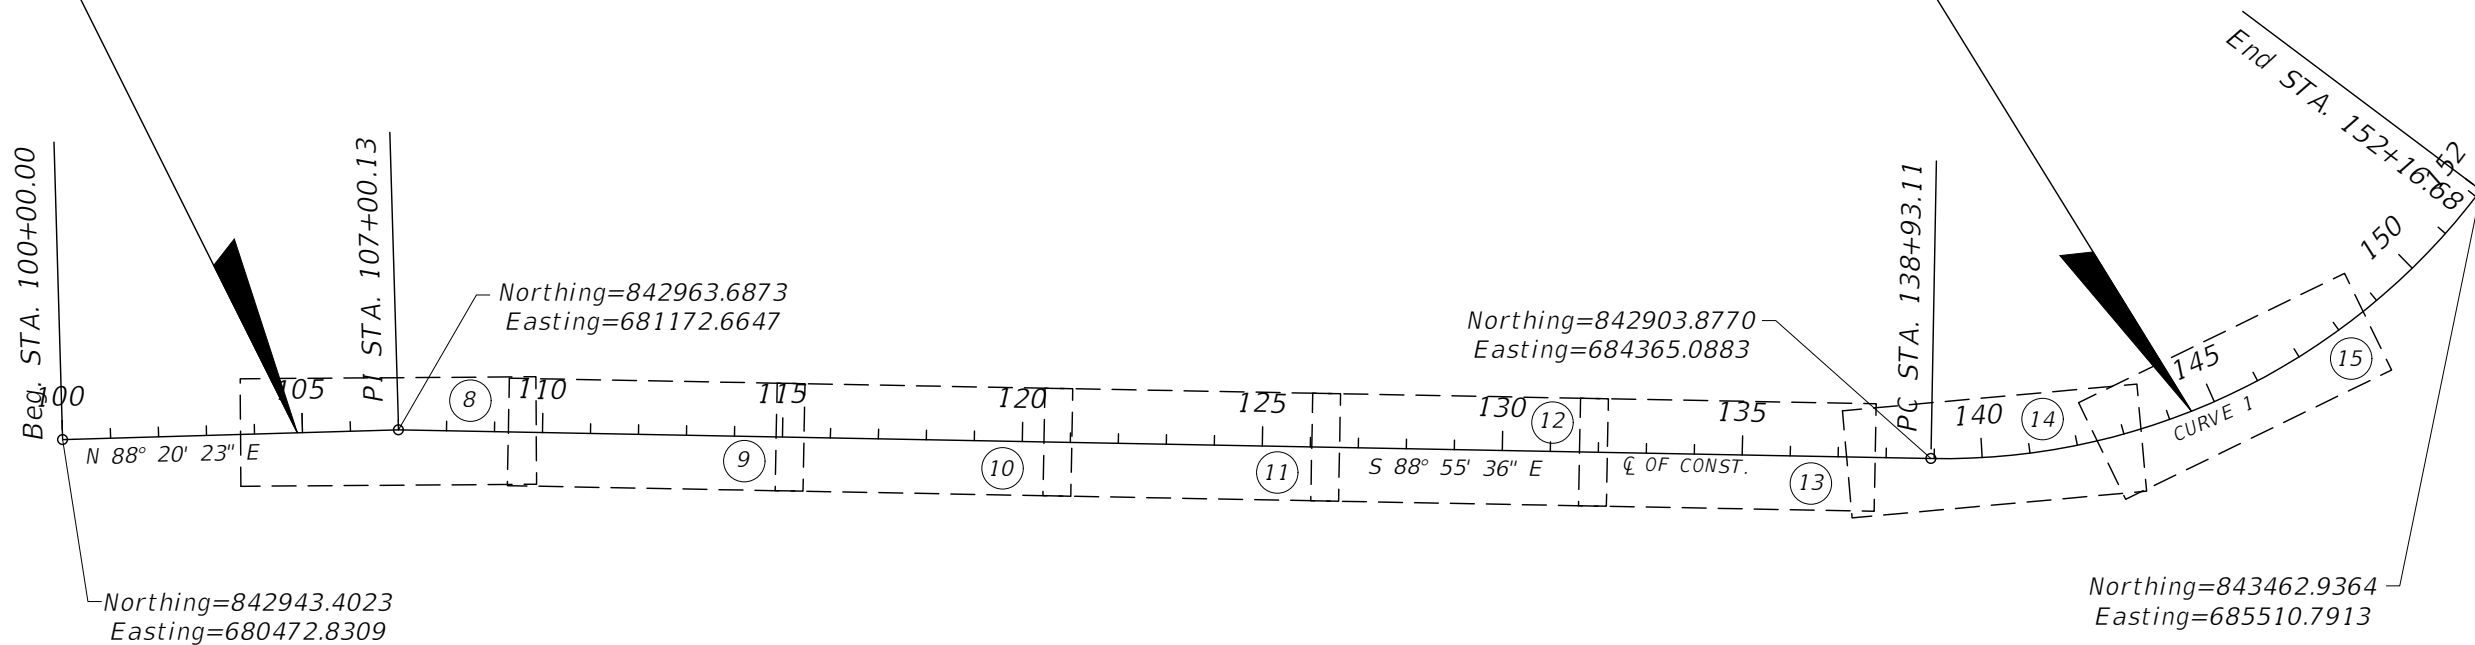 Beg. STA. 100+00.00
PI STA. 107+00.13
PC STA. 138+93.11
End STA. 152+16.68
Northing=842963.6873
Easting=681172.6647
Northing=842903.8770
Easting=684365.0883
100
105
110
115
120
125
130
135
140
145
150
152
8
9
10
11
12
13
14
15
N 88° 20' 23" E
S 88° 55' 36" E
℄ OF CONST.
CURVE 1
Northing=842943.4023
Easting=680472.8309
Northing=843462.9364
Easting=685510.7913